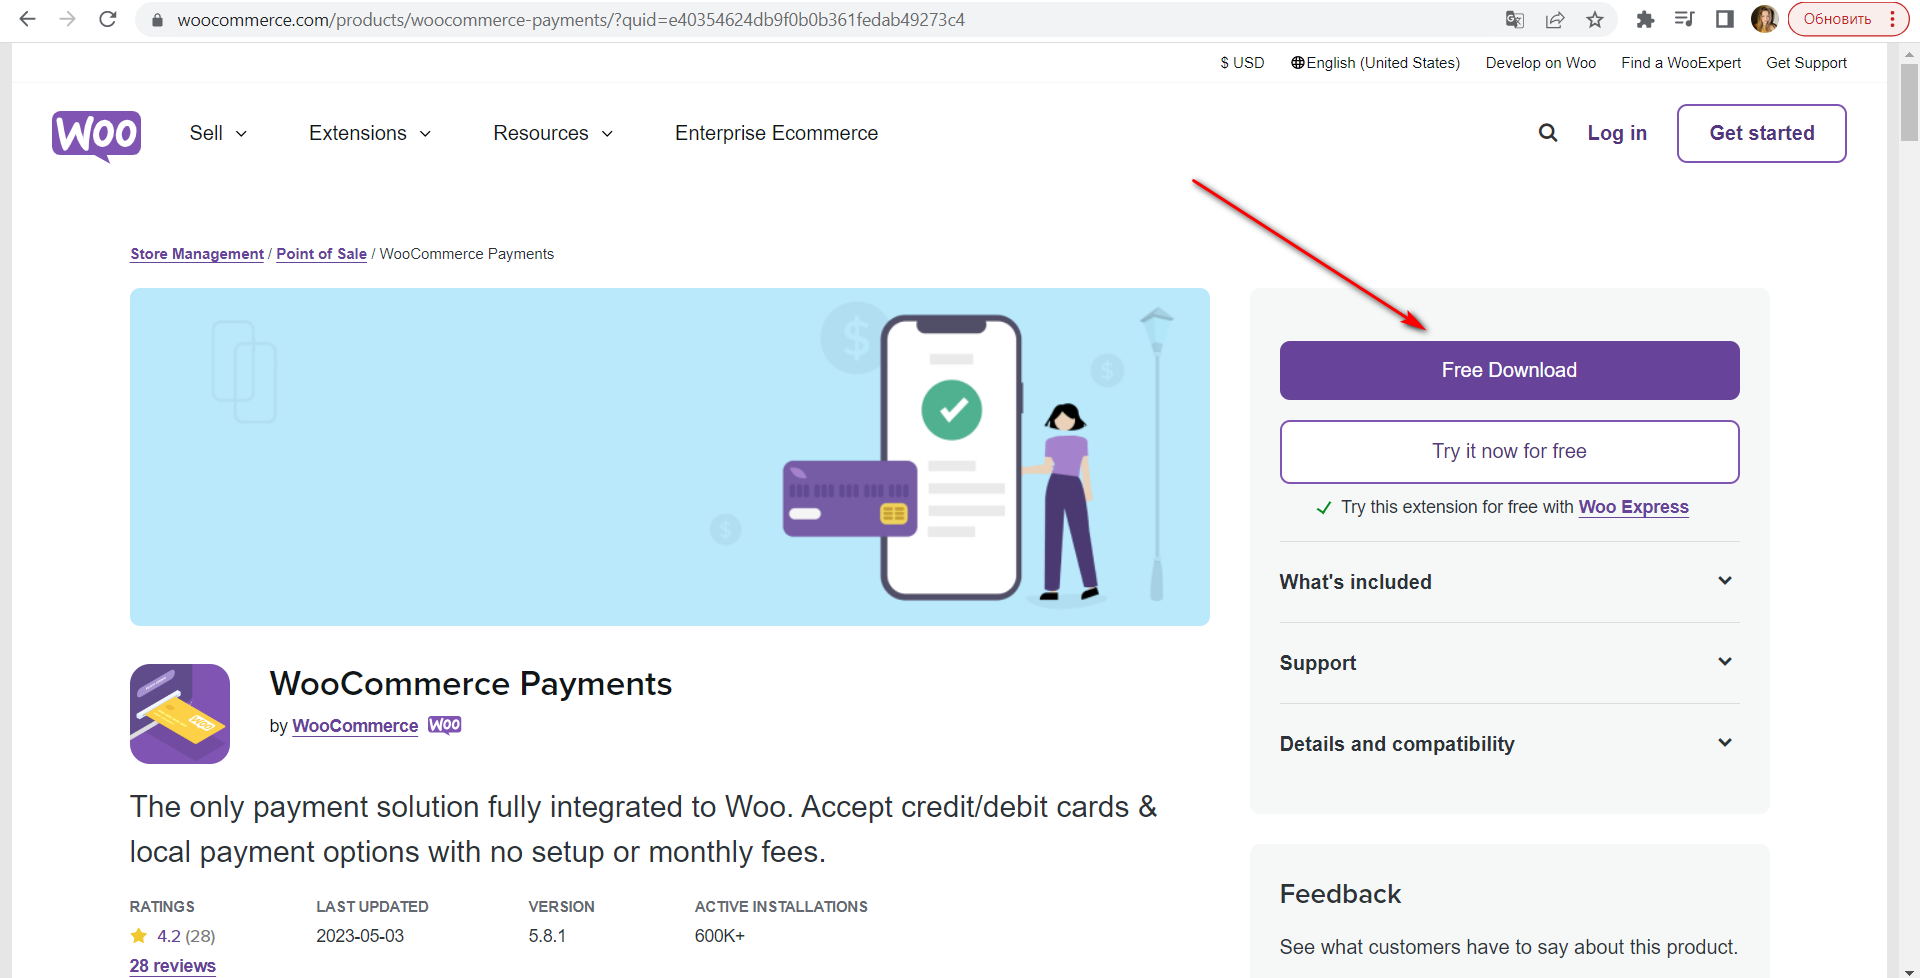 woocommerce.com/products/woocommerce-payments/?quid=e40354624db9f0b0b361fedab49273c4
Обновить
$ USD
English (United States)
Develop on Woo
Find a WooExpert
Get Support
Woo
Sell
Extensions
Resources
Enterprise Ecommerce
Log in
Get started
Store Management / Point of Sale / WooCommerce Payments
Free Download
Try it now for free
Try this extension for free with Woo Express
What's included
Support
Details and compatibility
WooCommerce Payments
by WooCommerce Woo
The only payment solution fully integrated to Woo. Accept credit/debit cards &
local payment options with no setup or monthly fees.
RATINGS
4.2 (28)
28 reviews
LAST UPDATED
2023-05-03
VERSION
5.8.1
ACTIVE INSTALLATIONS
600K+
Feedback
See what customers have to say about this product.